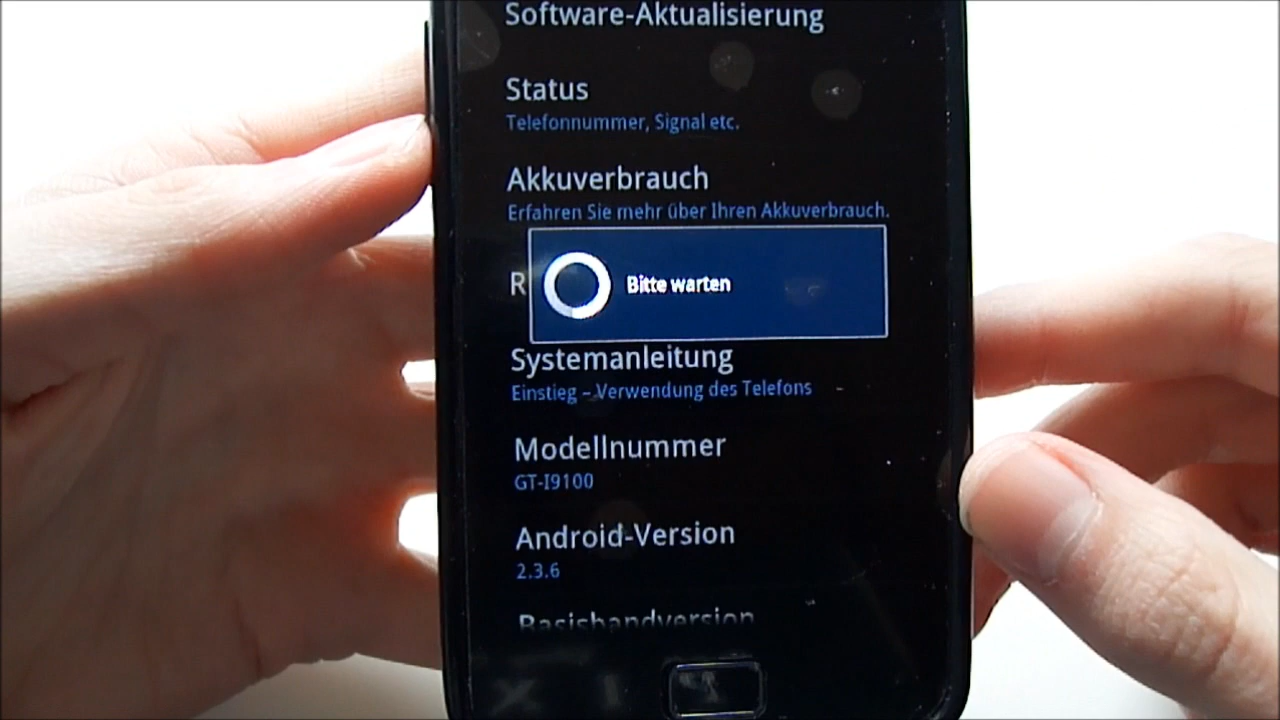 Software-Aktualisierung
Status
Telefonnummer, Signal etc.
Akkuverbrauch
Erfahren Sie mehr über Ihren Akkuverbrauch.
R
Bitte warten
Systemanleitung
Einstieg – Verwendung des Telefons
Modellnummer
GT-I9100
Android-Version
2.3.6
Basisbandversion